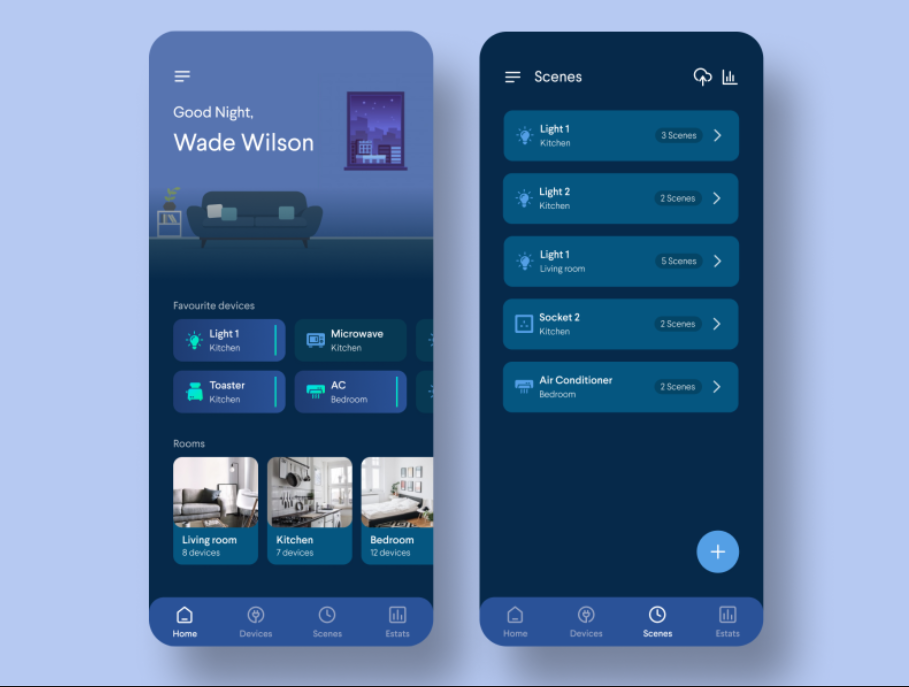 Good Night,
Wade Wilson
Favourite devices
Light 1
Kitchen
Microwave
Kitchen
Toaster
Kitchen
AC
Bedroom
Rooms
Living room
8 devices
Kitchen
7 devices
Bedroom
12 devices
Home
Devices
Scenes
Estats
Scenes
Light 1
Kitchen
3 Scenes
Light 2
Kitchen
2 Scenes
Light 1
Living room
5 Scenes
Socket 2
Kitchen
2 Scenes
Air Conditioner
Bedroom
2 Scenes
Home
Devices
Scenes
Estats